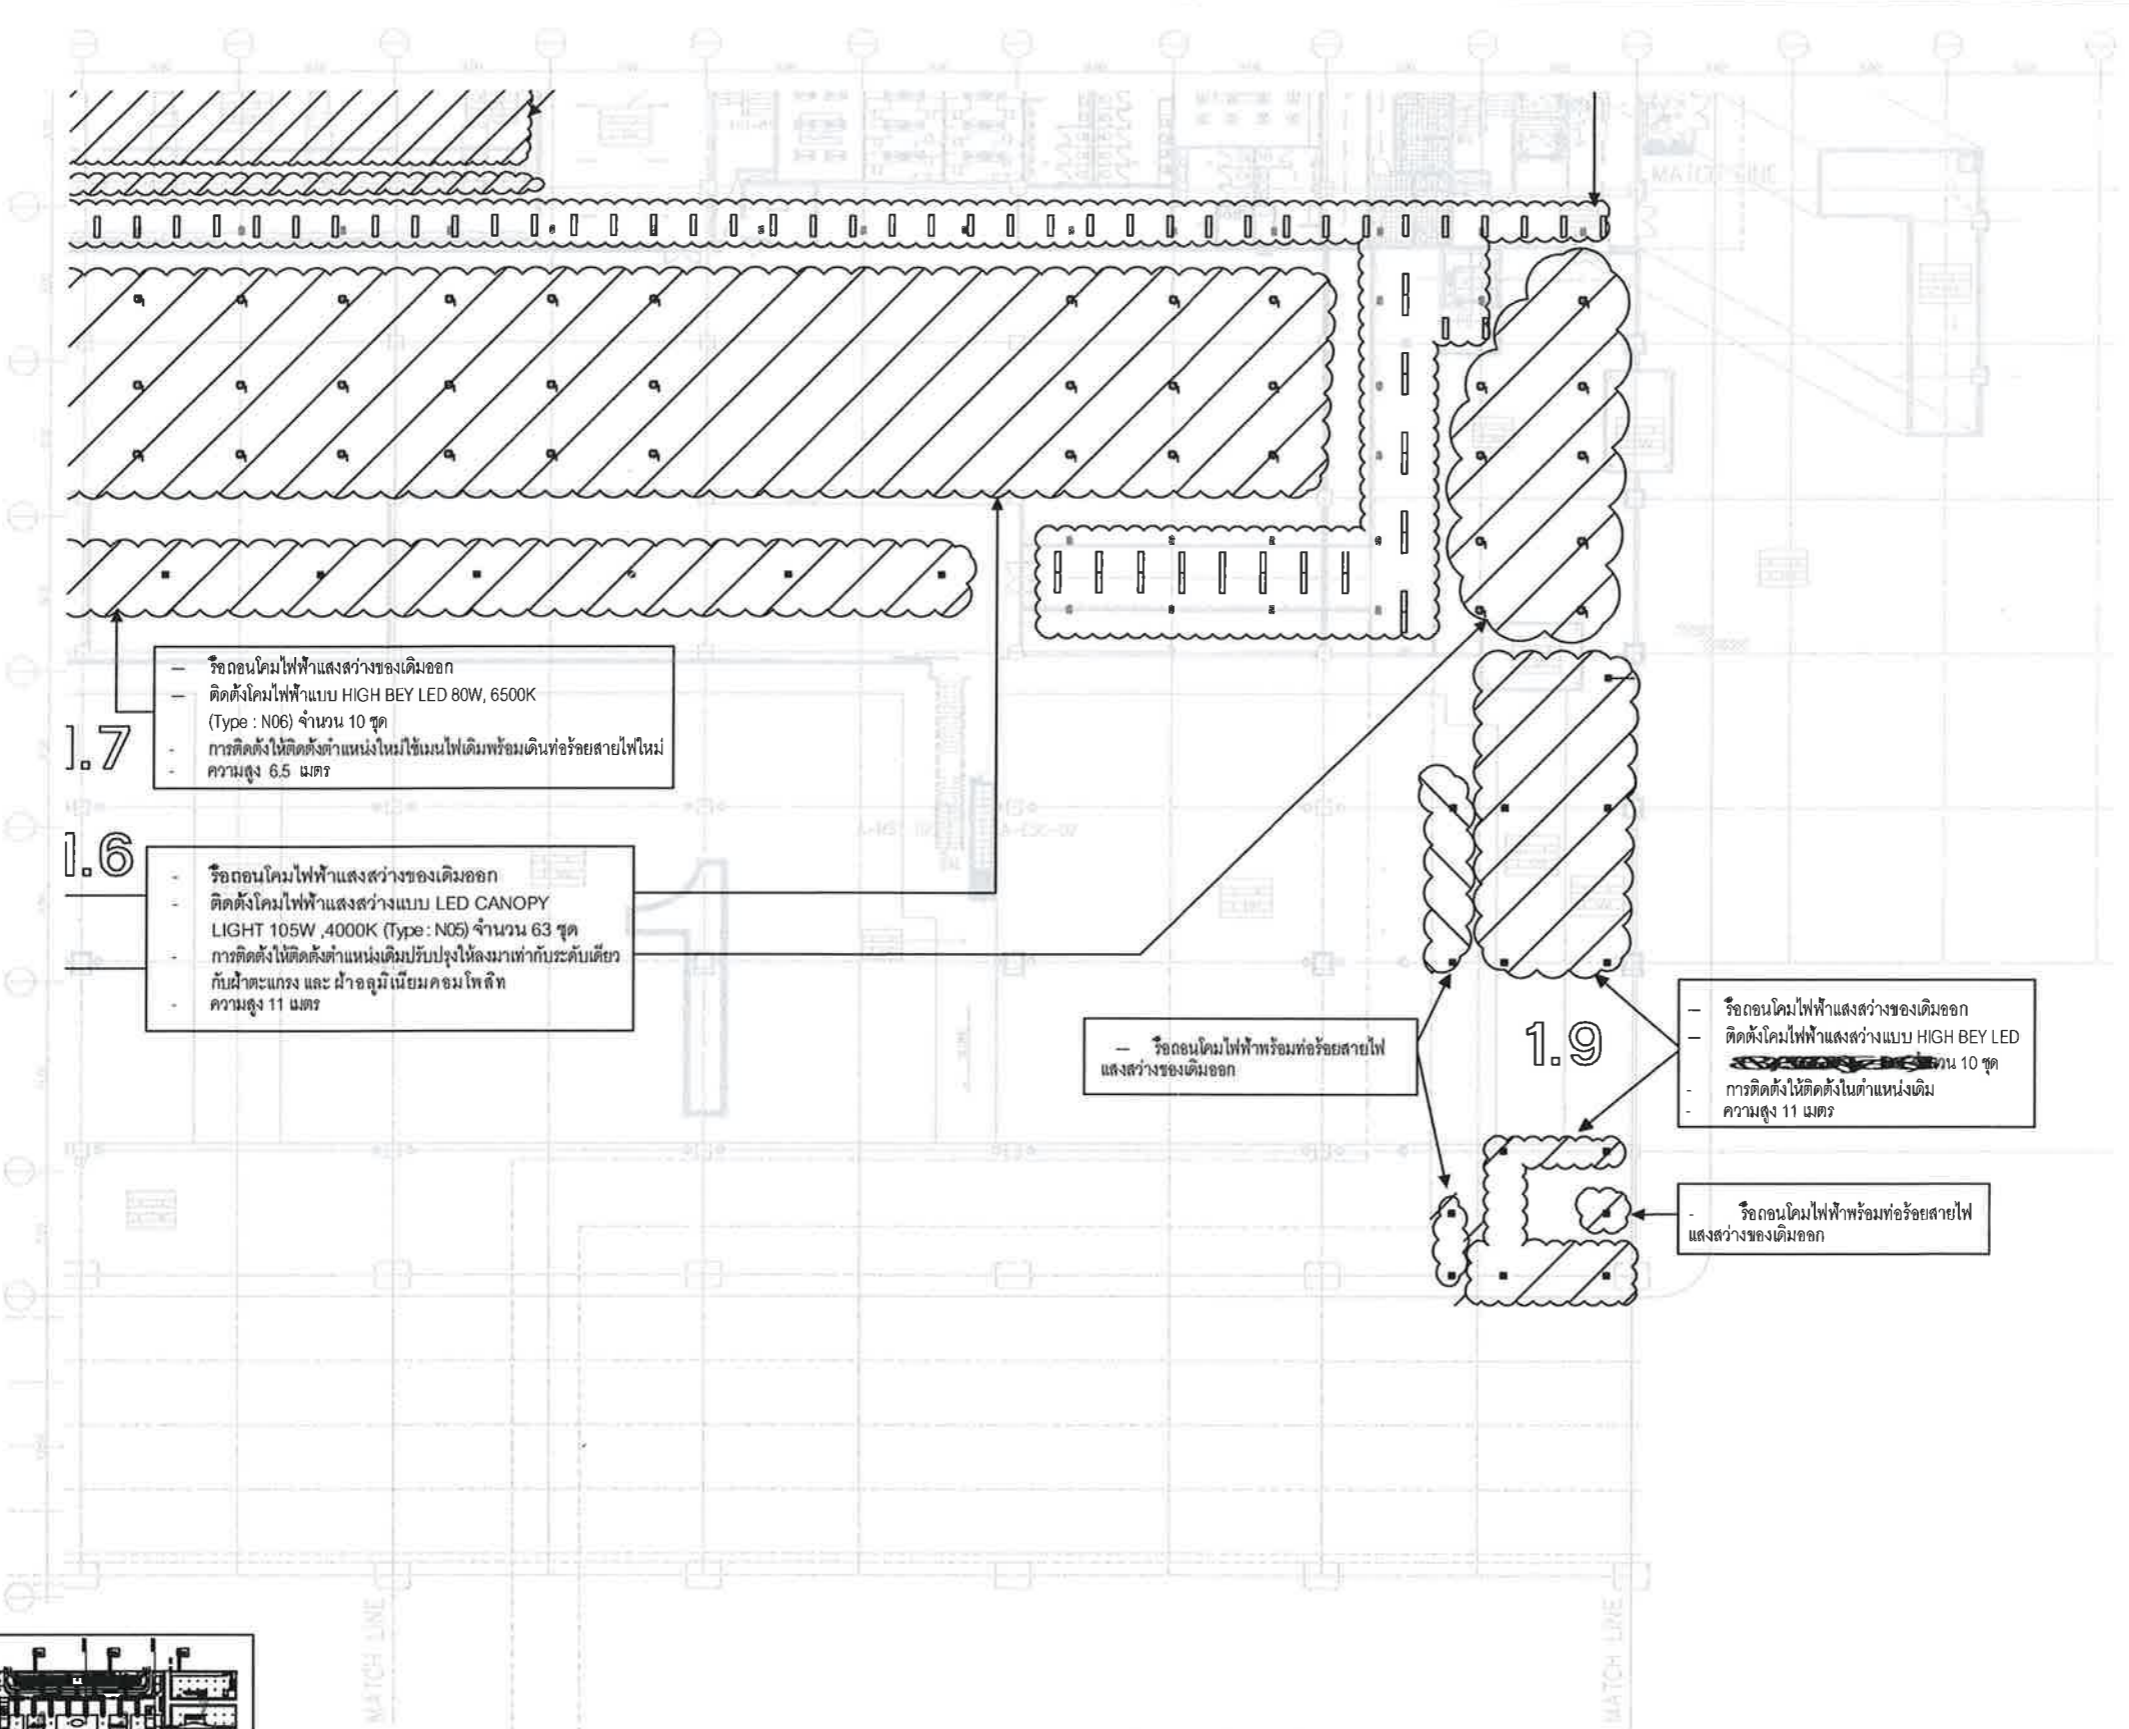 MATCH LINE
— รื้อถอนโคมไฟฟ้าแสงสว่างของเดิมออก
— ติดตั้งโคมไฟฟ้าแบบ HIGH BEY LED 80W, 6500K
(Type : N06) จำนวน 10 ชุด
- การติดตั้งให้ติดตั้งตำแหน่งใหม่ใช้เมนไฟเดิมพร้อมเดินท่อร้อยสายไฟใหม่
- ความสูง 6.5 เมตร
1.7
1.6
- รื้อถอนโคมไฟฟ้าแสงสว่างของเดิมออก
- ติดตั้งโคมไฟฟ้าแสงสว่างแบบ LED CANOPY
LIGHT 105W ,4000K (Type : N05) จำนวน 63 ชุด
- การติดตั้งให้ติดตั้งตำแหน่งเดิมปรับปรุงให้ลงมาเท่ากับระดับเดียว
กับฝ้าตะแกรง และ ฝ้าอลูมิเนียมคอมโพสิท
- ความสูง 11 เมตร
1
— รื้อถอนโคมไฟฟ้าพร้อมท่อร้อยสายไฟ
แสงสว่างของเดิมออก
1.9
— รื้อถอนโคมไฟฟ้าแสงสว่างของเดิมออก
— ติดตั้งโคมไฟฟ้าแสงสว่างแบบ HIGH BEY LED
10 ชุด
- การติดตั้งให้ติดตั้งในตำแหน่งเดิม
- ความสูง 11 เมตร
- รื้อถอนโคมไฟฟ้าพร้อมท่อร้อยสายไฟ
แสงสว่างของเดิมออก
MATCH LINE
MATCH LINE